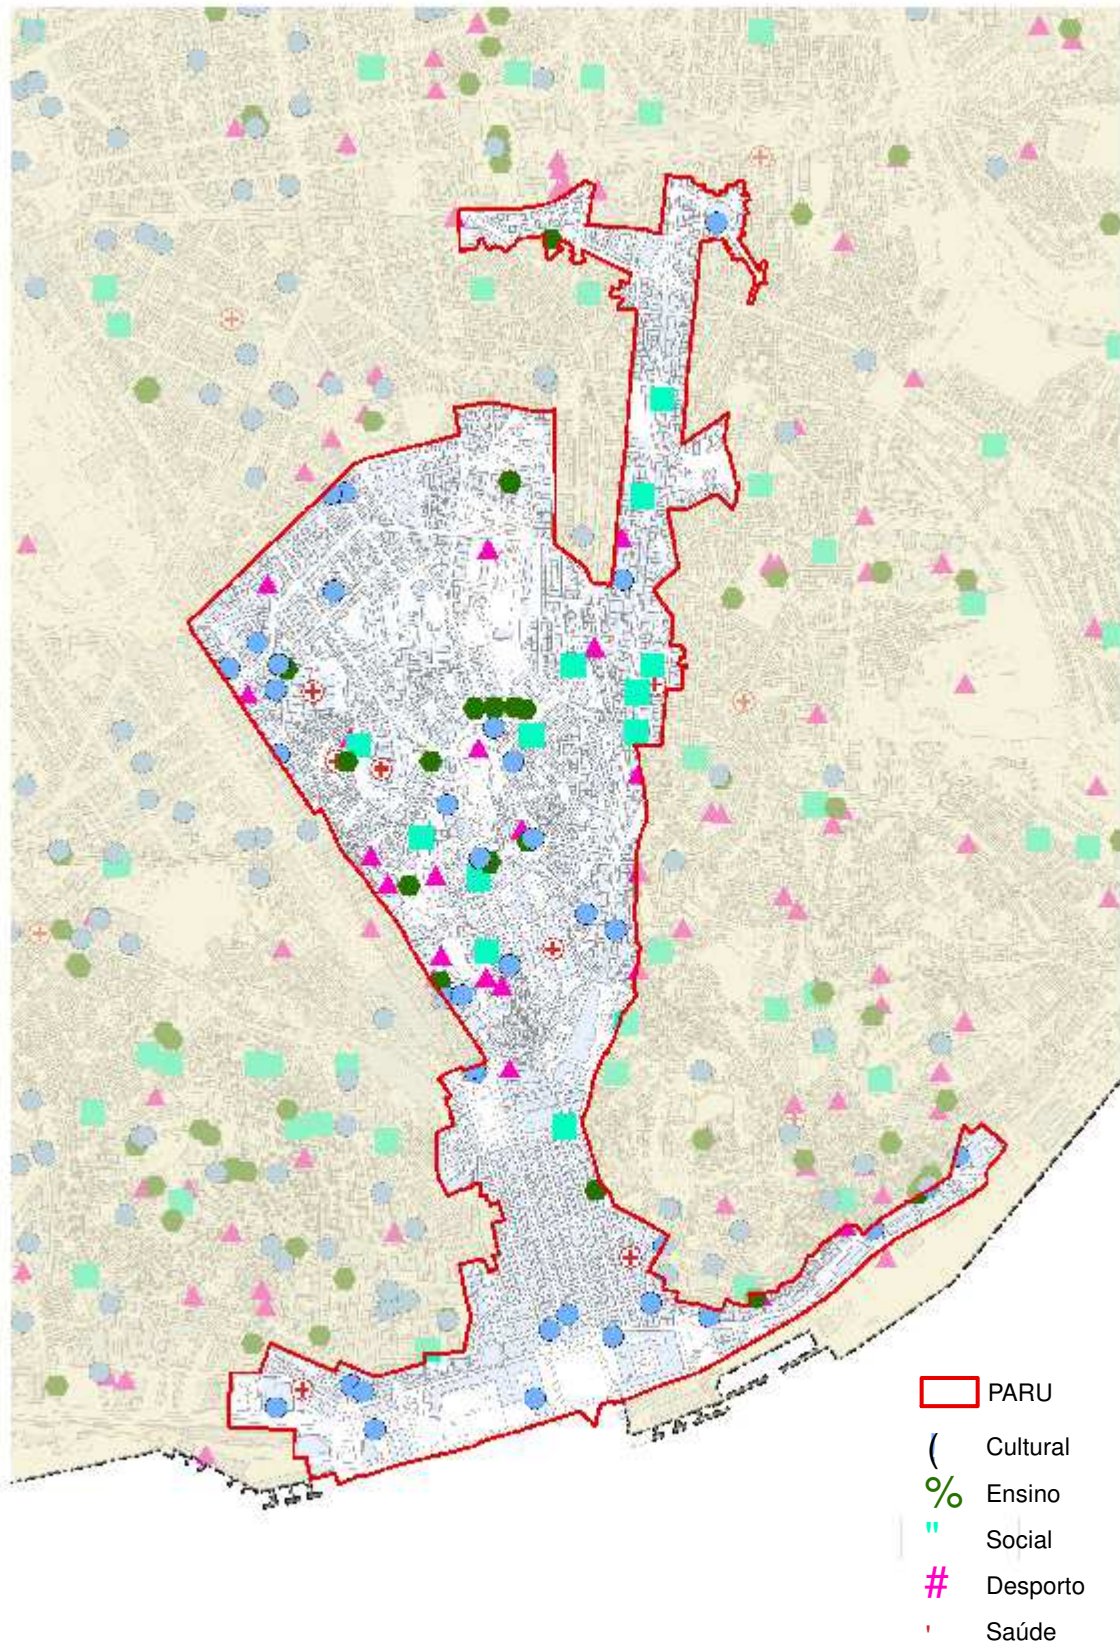 PARU
( Cultural
% Ensino
" Social
# Desporto
' Saúde